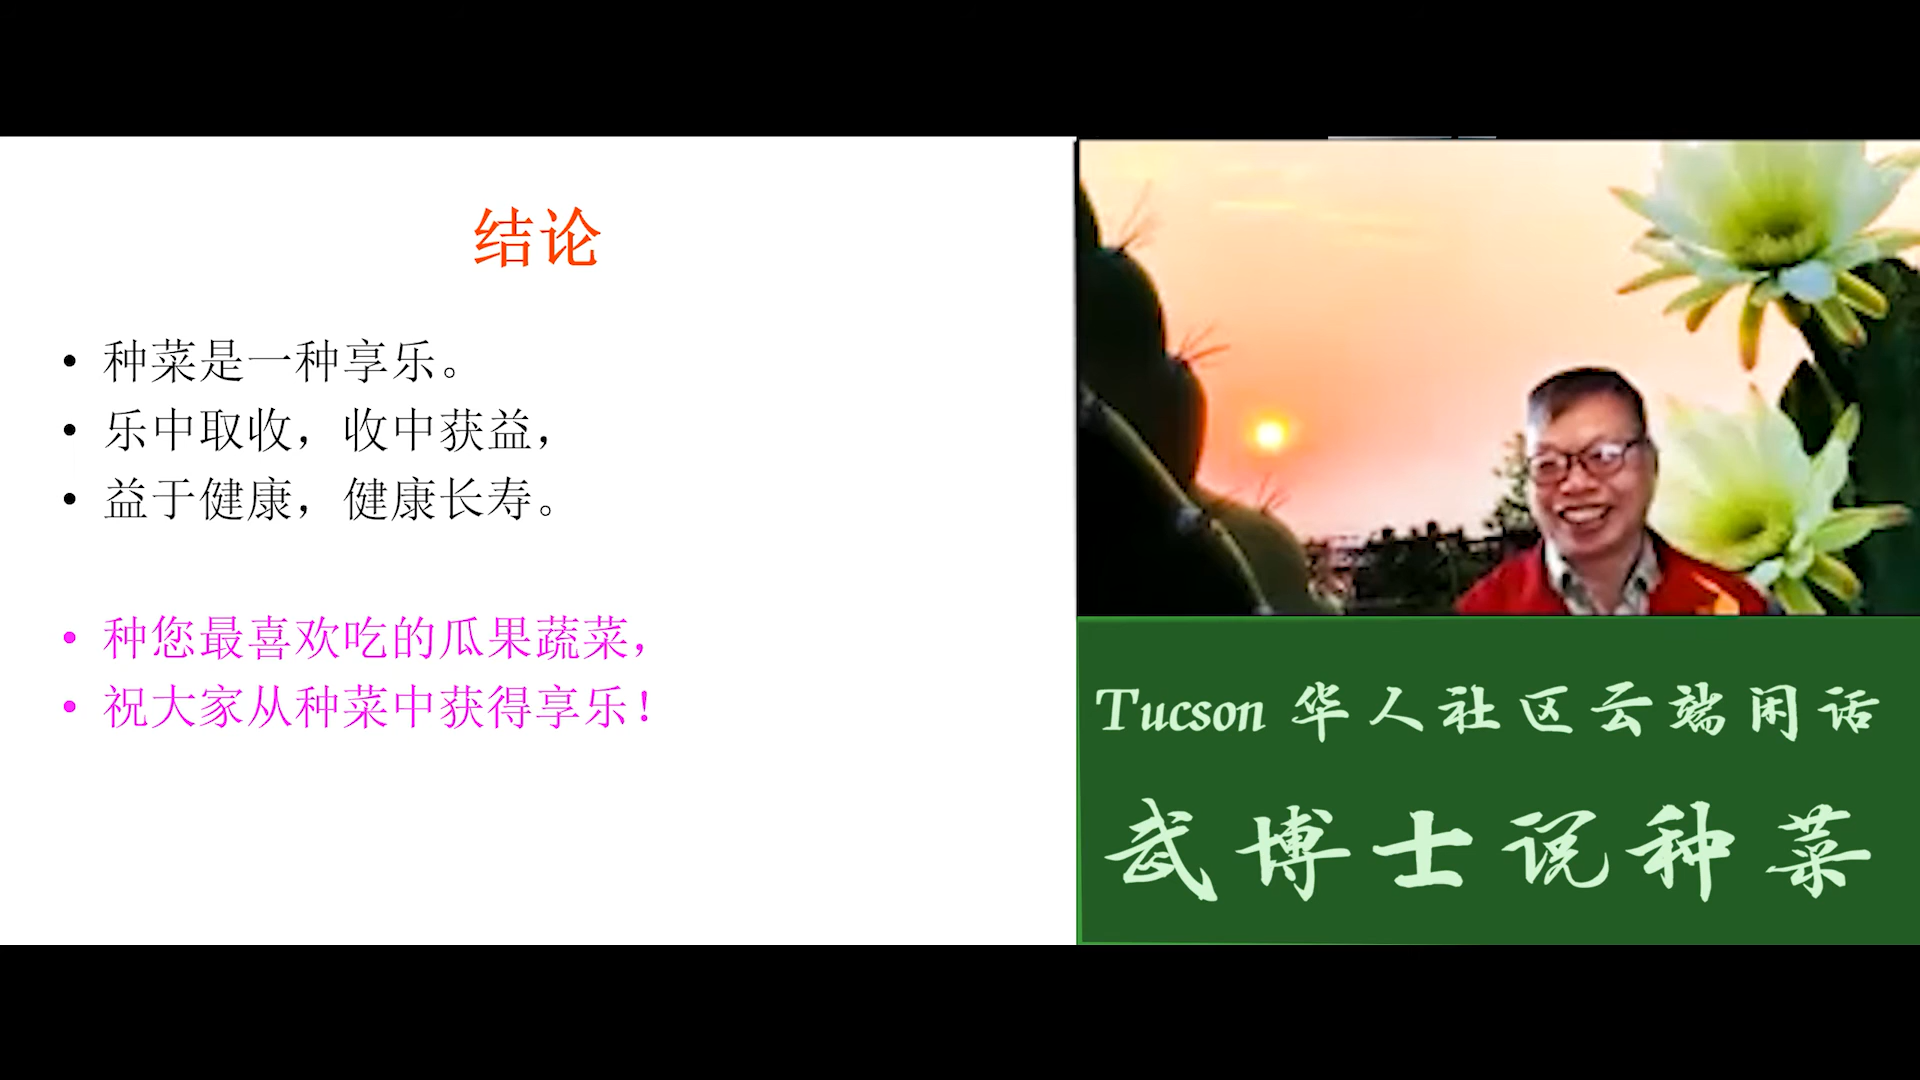 结论
• 种菜是一种享乐。
• 乐中取收，收中获益，
• 益于健康，健康长寿。
• 种您最喜欢吃的瓜果蔬菜，
• 祝大家从种菜中获得享乐！
Tucson 华人社区云端闲话
武博士说种菜